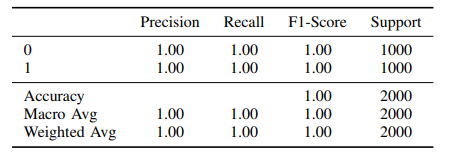 Precision Recall F1-Score Support
0 1.00 1.00 1.00 1000
1 1.00 1.00 1.00 1000
Accuracy 1.00 2000
Macro Avg 1.00 1.00 1.00 2000
Weighted Avg 1.00 1.00 1.00 2000